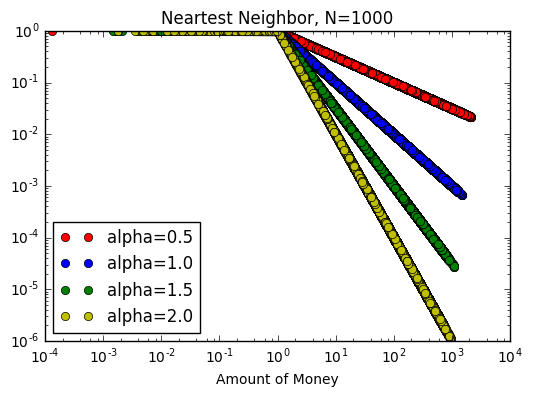 Neartest Neighbor, N=1000
10^0
10^-1
10^-2
10^-3
10^-4
10^-5
10^-6
alpha=0.5
alpha=1.0
alpha=1.5
alpha=2.0
10^-4 10^-3 10^-2 10^-1 10^0 10^1 10^2 10^3 10^4
Amount of Money